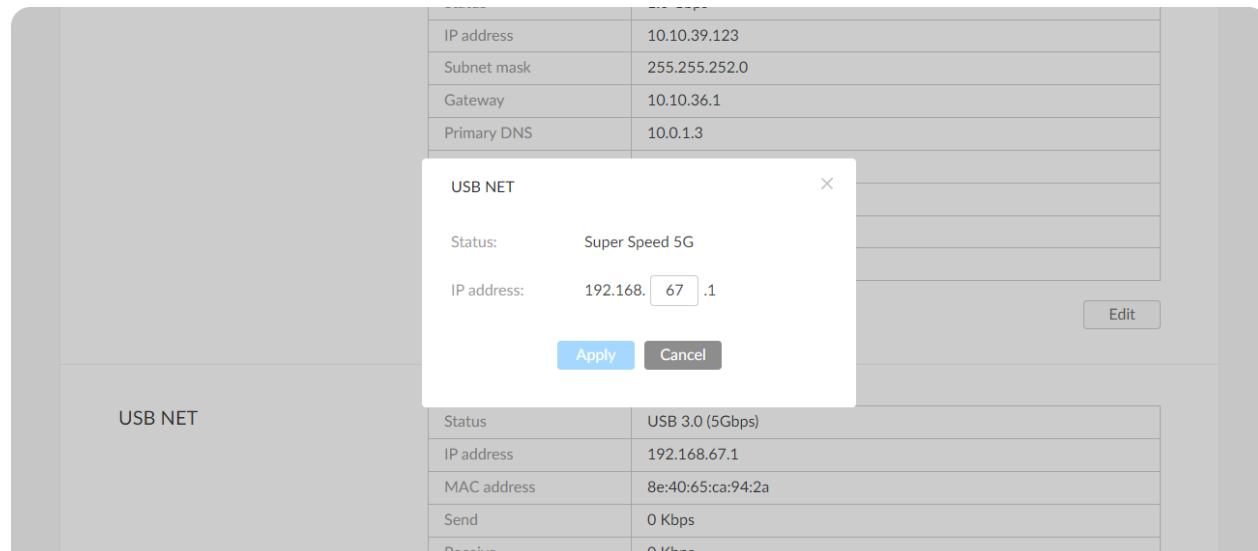 IP address 10.10.39.123
Subnet mask 255.255.252.0
Gateway 10.10.36.1
Primary DNS 10.0.1.3
USB NET ×
Status: Super Speed 5G
IP address: 192.168. 67 .1
Edit
Apply Cancel
USB NET
Status USB 3.0 (5Gbps)
IP address 192.168.67.1
MAC address 8e:40:65:ca:94:2a
Send 0 Kbps